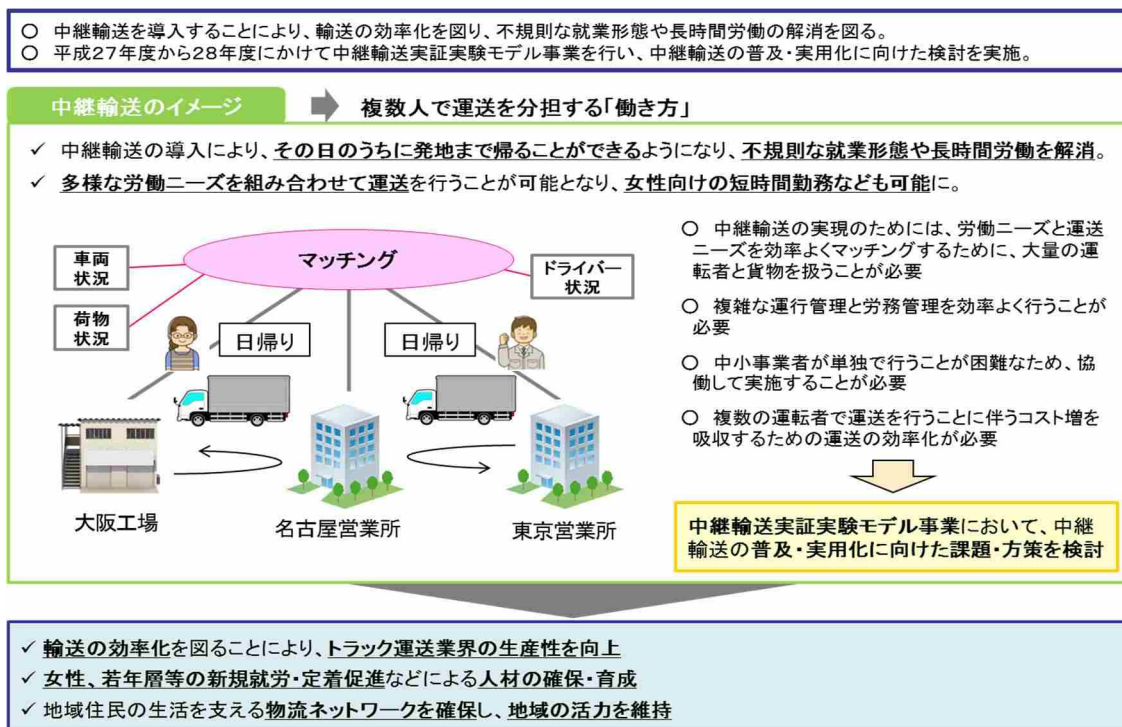 ○ 中継輸送を導入することにより、輸送の効率化を図り、不規則な就業形態や長時間労働の解消を図る。
○ 平成27年度から28年度にかけて中継輸送実証実験モデル事業を行い、中継輸送の普及・実用化に向けた検討を実施。
中継輸送のイメージ
複数人で運送を分担する「働き方」
✓ 中継輸送の導入により、その日のうちに発地まで帰ることができるようになり、不規則な就業形態や長時間労働を解消。
✓ 多様な労働ニーズを組み合わせて運送を行うことが可能となり、女性向けの短時間勤務なども可能に。
マッチング
車両
状況
荷物
状況
ドライバー
状況
日帰り
日帰り
大阪工場
名古屋営業所
東京営業所
○ 中継輸送の実現のためには、労働ニーズと運送
ニーズを効率よくマッチングするために、大量の運
転者と貨物を扱うことが必要
○ 複雑な運行管理と労務管理を効率よく行うことが
必要
○ 中小事業者が単独で行うことが困難なため、協
働して実施することが必要
○ 複数の運転者で運送を行うことに伴うコスト増を
吸収するための運送の効率化が必要
中継輸送実証実験モデル事業において、中継
輸送の普及・実用化に向けた課題・方策を検討
✓ 輸送の効率化を図ることにより、トラック運送業界の生産性を向上
✓ 女性、若年層等の新規就労・定着促進などによる人材の確保・育成
✓ 地域住民の生活を支える物流ネットワークを確保し、地域の活力を維持